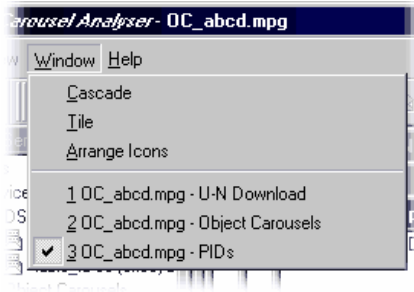 Carousel Analyser - OC_abcd.mpg
w Window Help
Cascade
Tile
Arrange Icons
1 OC_abcd.mpg - U-N Download
2 OC_abcd.mpg - Object Carousels
3 OC_abcd.mpg - PIDs